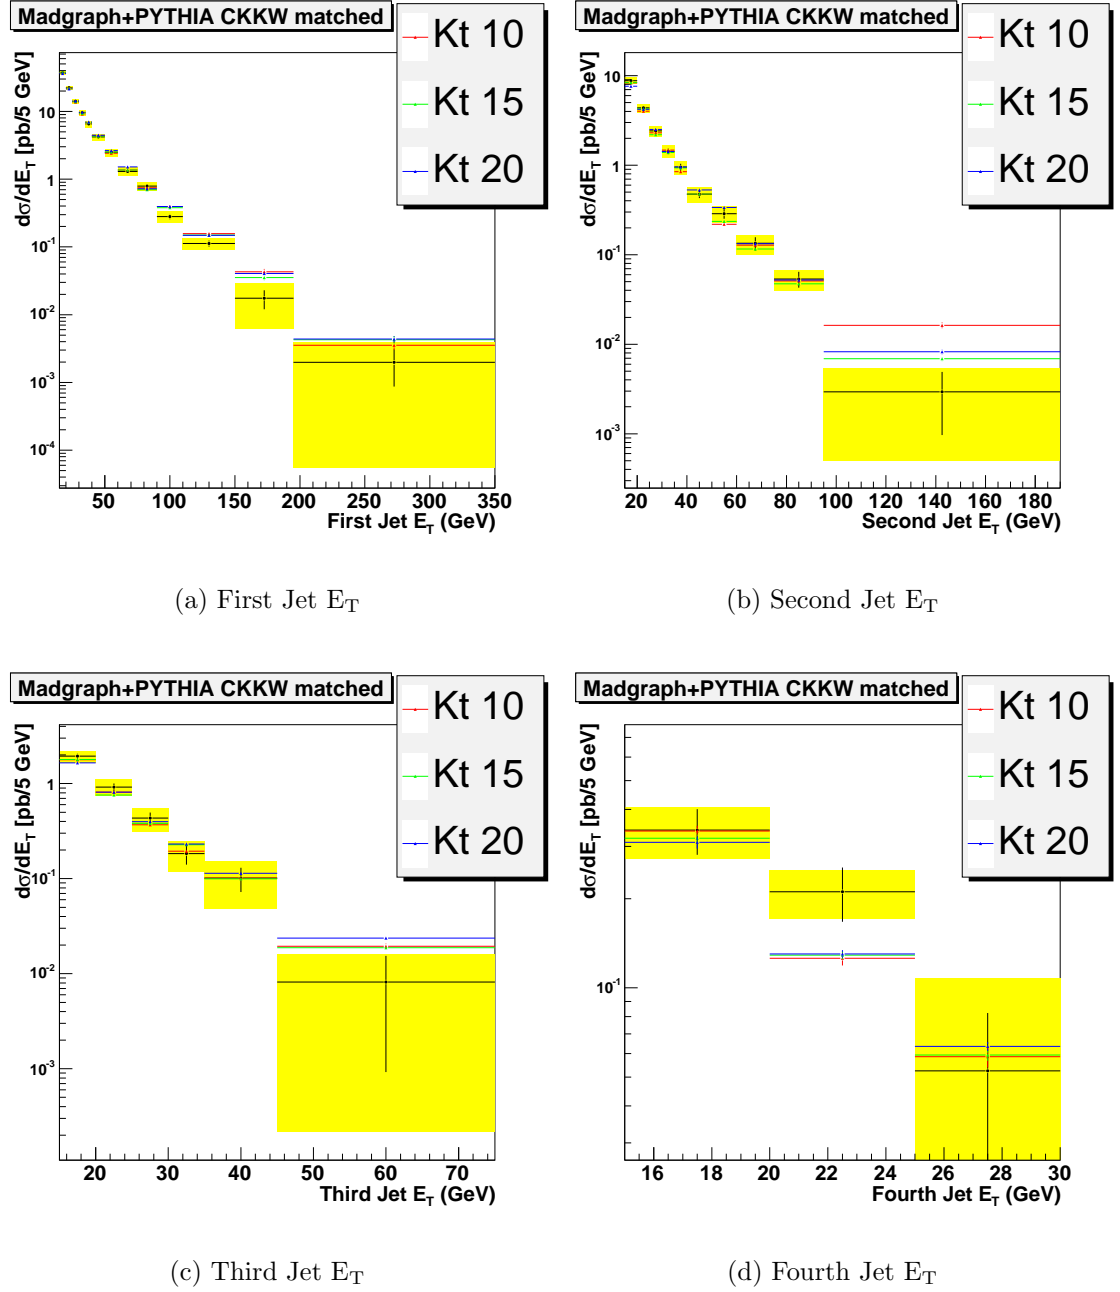 Madgraph+PYTHIA CKKW matched
Kt 10
Kt 15
Kt 20
dσ/dE_T [pb/5 GeV]
10
1
10^-1
10^-2
10^-3
10^-4
50 100 150 200 250 300 350
First Jet E_T (GeV)
(a) First Jet E_T
Madgraph+PYTHIA CKKW matched
Kt 10
Kt 15
Kt 20
dσ/dE_T [pb/5 GeV]
10
1
10^-1
10^-2
10^-3
20 40 60 80 100 120 140 160 180
Second Jet E_T (GeV)
(b) Second Jet E_T
Madgraph+PYTHIA CKKW matched
Kt 10
Kt 15
Kt 20
dσ/dE_T [pb/5 GeV]
1
10^-1
10^-2
10^-3
20 30 40 50 60 70
Third Jet E_T (GeV)
(c) Third Jet E_T
Madgraph+PYTHIA CKKW matched
Kt 10
Kt 15
Kt 20
dσ/dE_T [pb/5 GeV]
10^-1
16 18 20 22 24 26 28 30
Fourth Jet E_T (GeV)
(d) Fourth Jet E_T